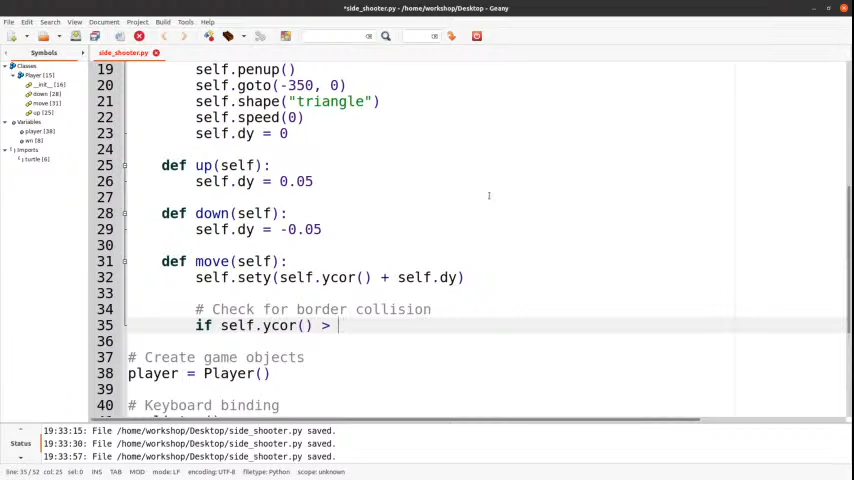 *side_shooter.py - /home/workshop/Desktop - Geany
File Edit Search View Document Project Build Tools Help
Symbols side_shooter.py
Classes
Player [15]
__init__ [16]
down [28]
move [31]
up [25]
Variables
player [38]
wn [8]
Imports
turtle [6]
19 self.penup()
20 self.goto(-350, 0)
21 self.shape("triangle")
22 self.speed(0)
23 self.dy = 0
24
25 def up(self):
26 self.dy = 0.05
27
28 def down(self):
29 self.dy = -0.05
30
31 def move(self):
32 self.sety(self.ycor() + self.dy)
33
34 # Check for border collision
35 if self.ycor() >
36
37 # Create game objects
38 player = Player()
39
40 # Keyboard binding
Status
19:33:15: File /home/workshop/Desktop/side_shooter.py saved.
19:33:30: File /home/workshop/Desktop/side_shooter.py saved.
19:33:57: File /home/workshop/Desktop/side_shooter.py saved.
line: 35 / 52 col: 25 sel: 0 INS TAB MOD mode: LF encoding: UTF-8 filetype: Python scope: unknown